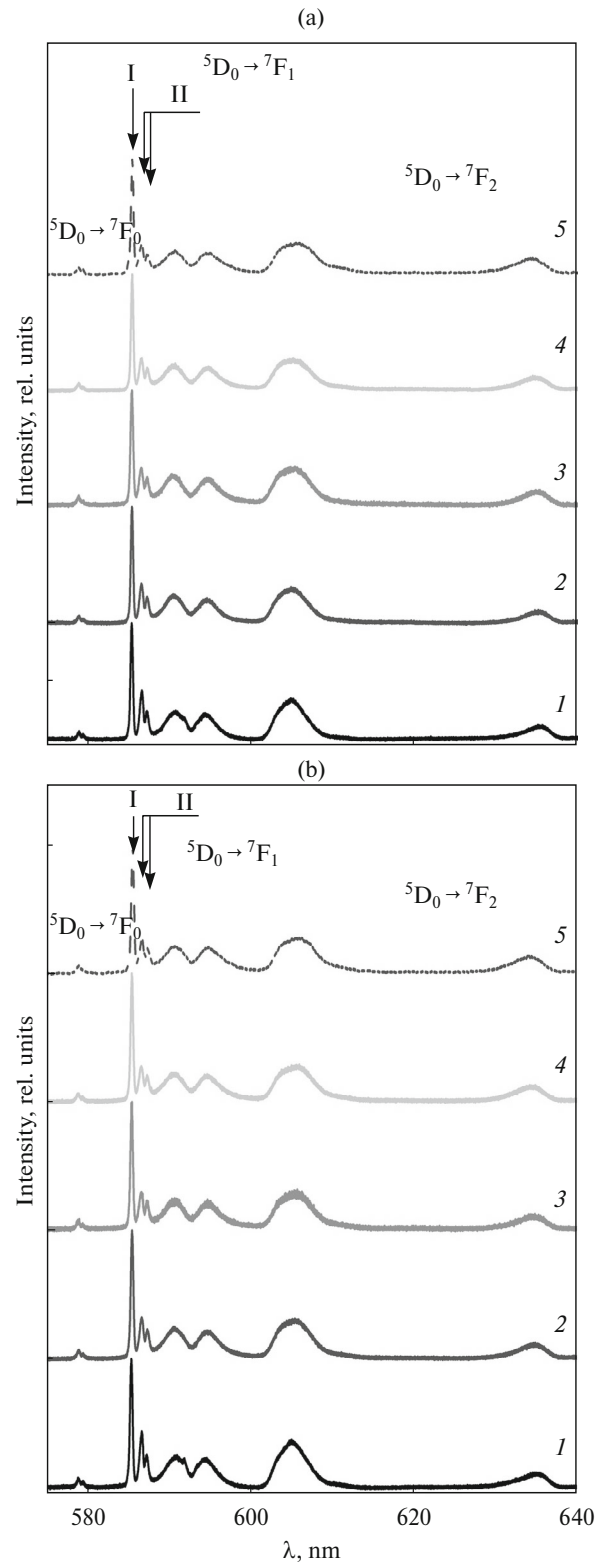 (a)
⁵D₀ → ⁷F₁
I
II
⁵D₀ → ⁷F₂
⁵D₀ → ⁷F₀
5
4
3
2
1
Intensity, rel. units
(b)
I
II
⁵D₀ → ⁷F₁
⁵D₀ → ⁷F₂
⁵D₀ → ⁷F₀
5
4
3
2
1
Intensity, rel. units
580 600 620 640
λ, nm